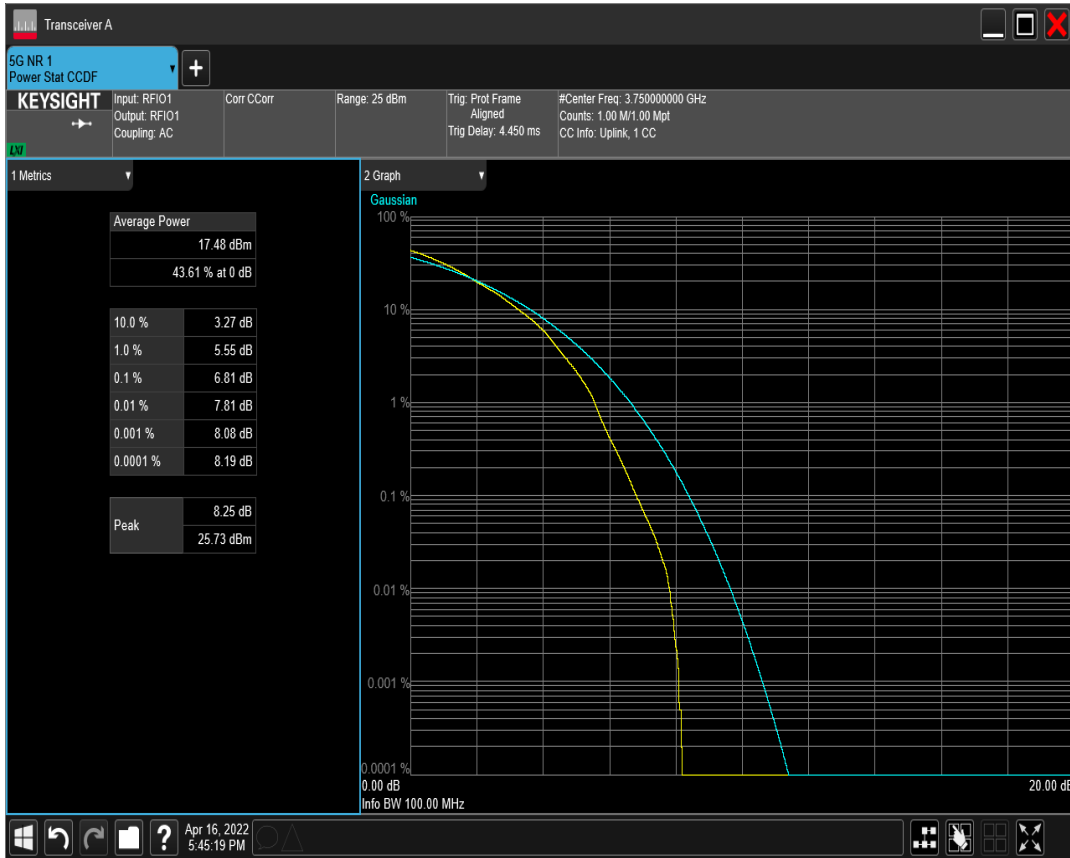 Transceiver A
5G NR 1
Power Stat CCDF
+
KEYSIGHT
LXI
Input: RFIO1
Output: RFIO1
Coupling: AC
Corr CCorr
Range: 25 dBm
Trig: Prot Frame
Aligned
Trig Delay: 4.450 ms
#Center Freq: 3.750000000 GHz
Counts: 1.00 M/1.00 Mpt
CC Info: Uplink, 1 CC
1 Metrics
Average Power
17.48 dBm
43.61 % at 0 dB
10.0 % 3.27 dB
1.0 % 5.55 dB
0.1 % 6.81 dB
0.01 % 7.81 dB
0.001 % 8.08 dB
0.0001 % 8.19 dB
Peak
8.25 dB
25.73 dBm
2 Graph
Gaussian
100 %
10 %
1 %
0.1 %
0.01 %
0.001 %
0.0001 %
0.00 dB 20.00 dB
Info BW 100.00 MHz
?
Apr 16, 2022
5:45:19 PM